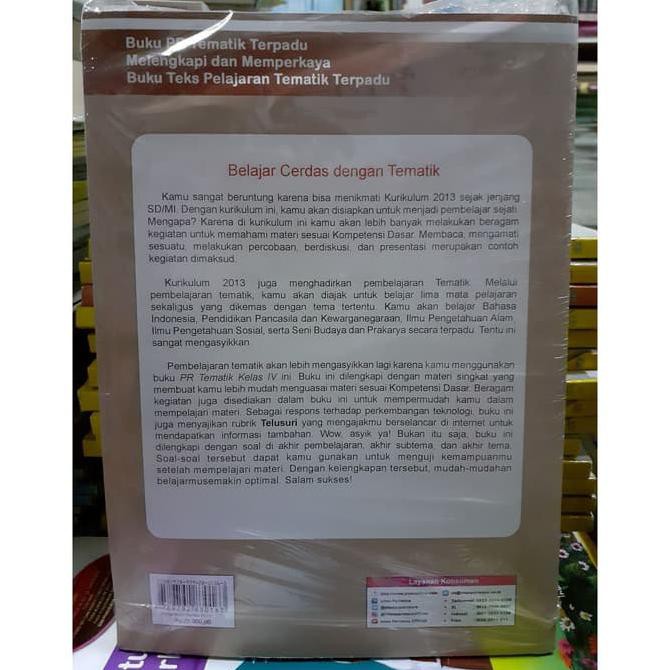 Buku PR Tematik Terpadu
Melengkapi dan Memperkaya
Buku Teks Pelajaran Tematik Terpadu
Belajar Cerdas dengan Tematik
Kamu sangat beruntung karena bisa menikmati Kurikulum 2013 sejak jenjang
SD/MI. Dengan kurikulum ini, kamu akan disiapkan untuk menjadi pembelajar sejati.
Mengapa? Karena di kurikulum ini kamu akan lebih banyak melakukan beragam
kegiatan untuk memahami materi sesuai Kompetensi Dasar. Membaca, mengamati
sesuatu, melakukan percobaan, berdiskusi, dan presentasi merupakan contoh
kegiatan dimaksud.
Kurikulum 2013 juga menghadirkan pembelajaran Tematik. Melalui
pembelajaran tematik, kamu akan diajak untuk belajar lima mata pelajaran
sekaligus yang dikemas dengan tema tertentu. Kamu akan belajar Bahasa
Indonesia, Pendidikan Pancasila dan Kewarganegaraan, Ilmu Pengetahuan Alam,
Ilmu Pengetahuan Sosial, serta Seni Budaya dan Prakarya secara terpadu. Tentu ini
sangat mengasyikkan.
Pembelajaran tematik akan lebih mengasyikkan lagi karena kamu menggunakan
buku PR Tematik Kelas IV ini. Buku ini dilengkapi dengan materi singkat yang
membuat kamu lebih mudah menguasai materi sesuai Kompetensi Dasar. Beragam
kegiatan juga disediakan dalam buku ini untuk mempermudah kamu dalam
mempelajari materi. Sebagai respons terhadap perkembangan teknologi, buku ini
juga menyajikan rubrik Telusuri yang mengajakmu berselancar di internet untuk
mendapatkan informasi tambahan. Wow, asyik ya! Bukan itu saja, buku ini
dilengkapi dengan soal di akhir pembelajaran, akhir subtema, dan akhir tema.
Soal-soal tersebut dapat kamu gunakan untuk menguji kemampuanmu
setelah mempelajari materi. Dengan kelengkapan tersebut, mudah-mudahan
belajarmusemakin optimal. Salam sukses!
Layanan Konsumen